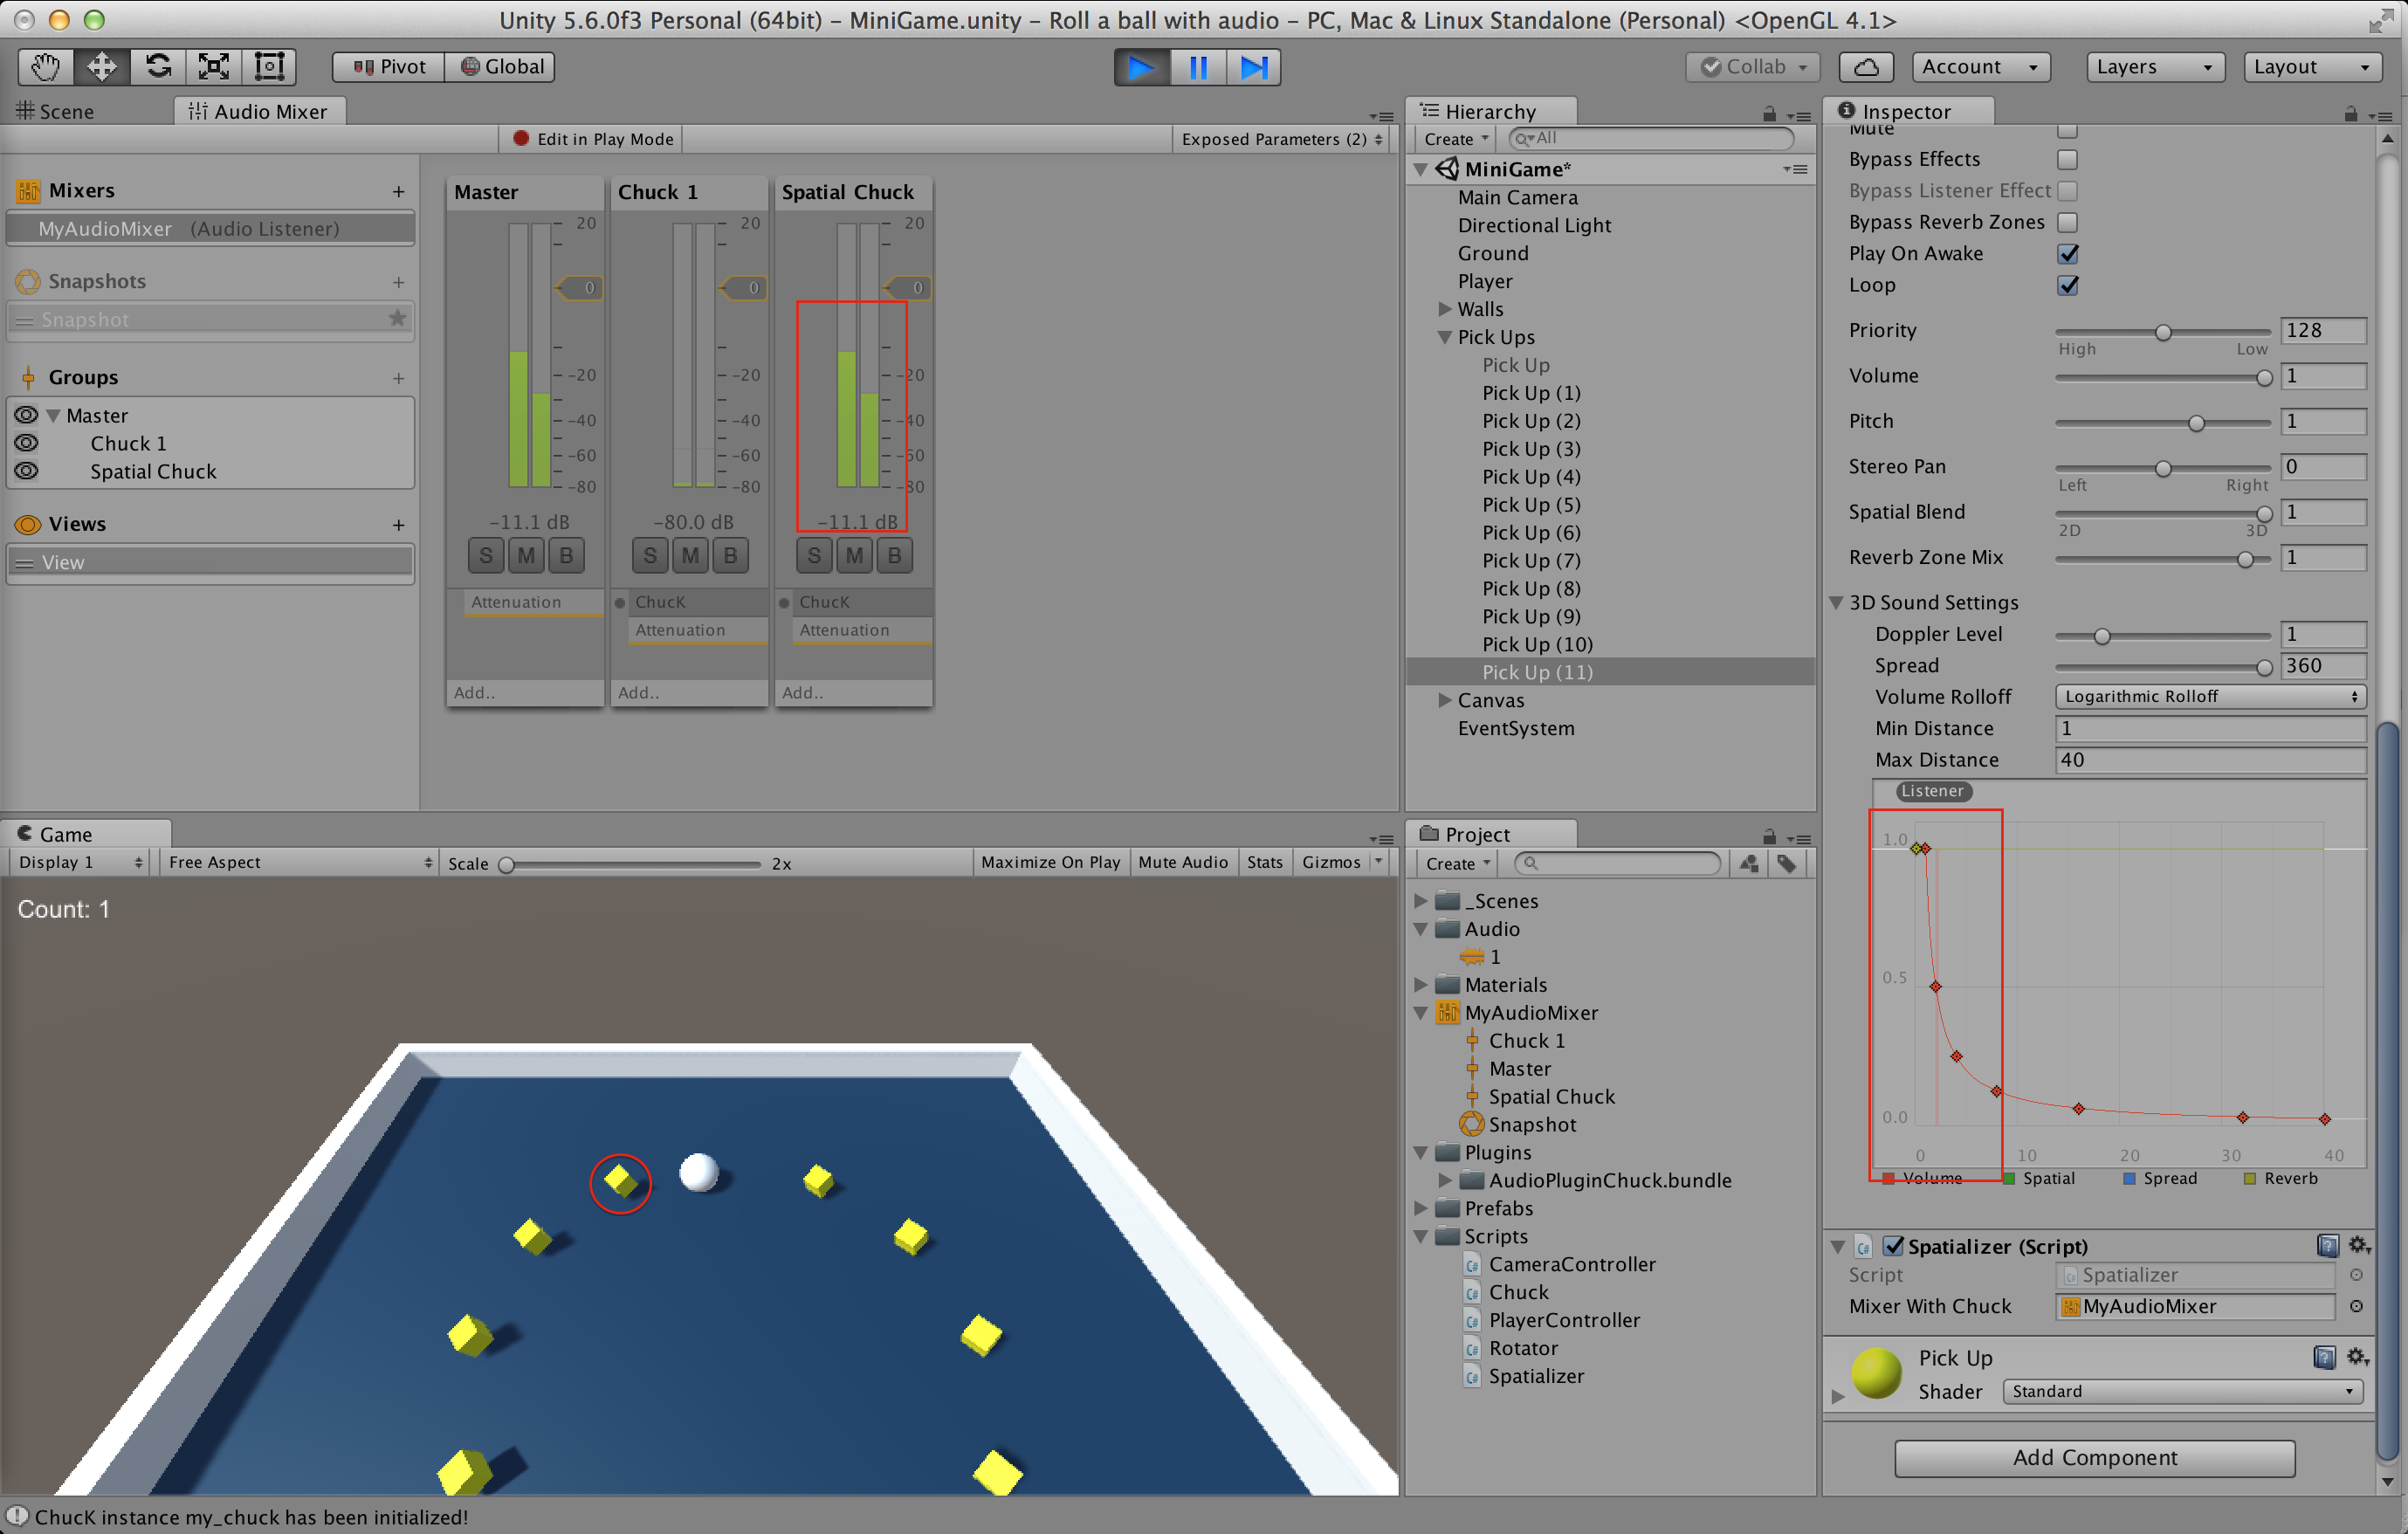 Unity 5.6.0f3 Personal (64bit) – MiniGame.unity – Roll a ball with audio – PC, Mac & Linux Standalone (Personal) <OpenGL 4.1>
Pivot Global Collab Account Layers Layout
Scene Audio Mixer
Edit in Play Mode Exposed Parameters (2)
Mixers +
MyAudioMixer (Audio Listener)
Snapshots +
Snapshot
Groups +
Master
Chuck 1
Spatial Chuck
Views +
View
Master
20
0
-20
-40
-60
-80
-11.1 dB
S M B
Attenuation
Add..
Chuck 1
20
0
-20
-40
-60
-80
-80.0 dB
S M B
ChucK
Attenuation
Add..
Spatial Chuck
20
0
-20
-40
-60
-80
-11.1 dB
S M B
ChucK
Attenuation
Add..
Game
Display 1 Free Aspect Scale 2x Maximize On Play Mute Audio Stats Gizmos
Count: 1
Hierarchy
Create All
MiniGame*
Main Camera
Directional Light
Ground
Player
Walls
Pick Ups
Pick Up
Pick Up (1)
Pick Up (2)
Pick Up (3)
Pick Up (4)
Pick Up (5)
Pick Up (6)
Pick Up (7)
Pick Up (8)
Pick Up (9)
Pick Up (10)
Pick Up (11)
Canvas
EventSystem
Project
Create
_Scenes
Audio
1
Materials
MyAudioMixer
Chuck 1
Master
Spatial Chuck
Snapshot
Plugins
AudioPluginChuck.bundle
Prefabs
Scripts
CameraController
Chuck
PlayerController
Rotator
Spatializer
Inspector
Mute
Bypass Effects
Bypass Listener Effect
Bypass Reverb Zones
Play On Awake
Loop
Priority 128
High Low
Volume 1
Pitch 1
Stereo Pan 0
Left Right
Spatial Blend 1
2D 3D
Reverb Zone Mix 1
3D Sound Settings
Doppler Level 1
Spread 360
Volume Rolloff Logarithmic Rolloff
Min Distance 1
Max Distance 40
Listener
1.0
0.5
0.0
0 10 20 30 40
Volume Spatial Spread Reverb
Spatializer (Script)
Script Spatializer
Mixer With Chuck MyAudioMixer
Pick Up
Shader Standard
Add Component
ChucK instance my_chuck has been initialized!